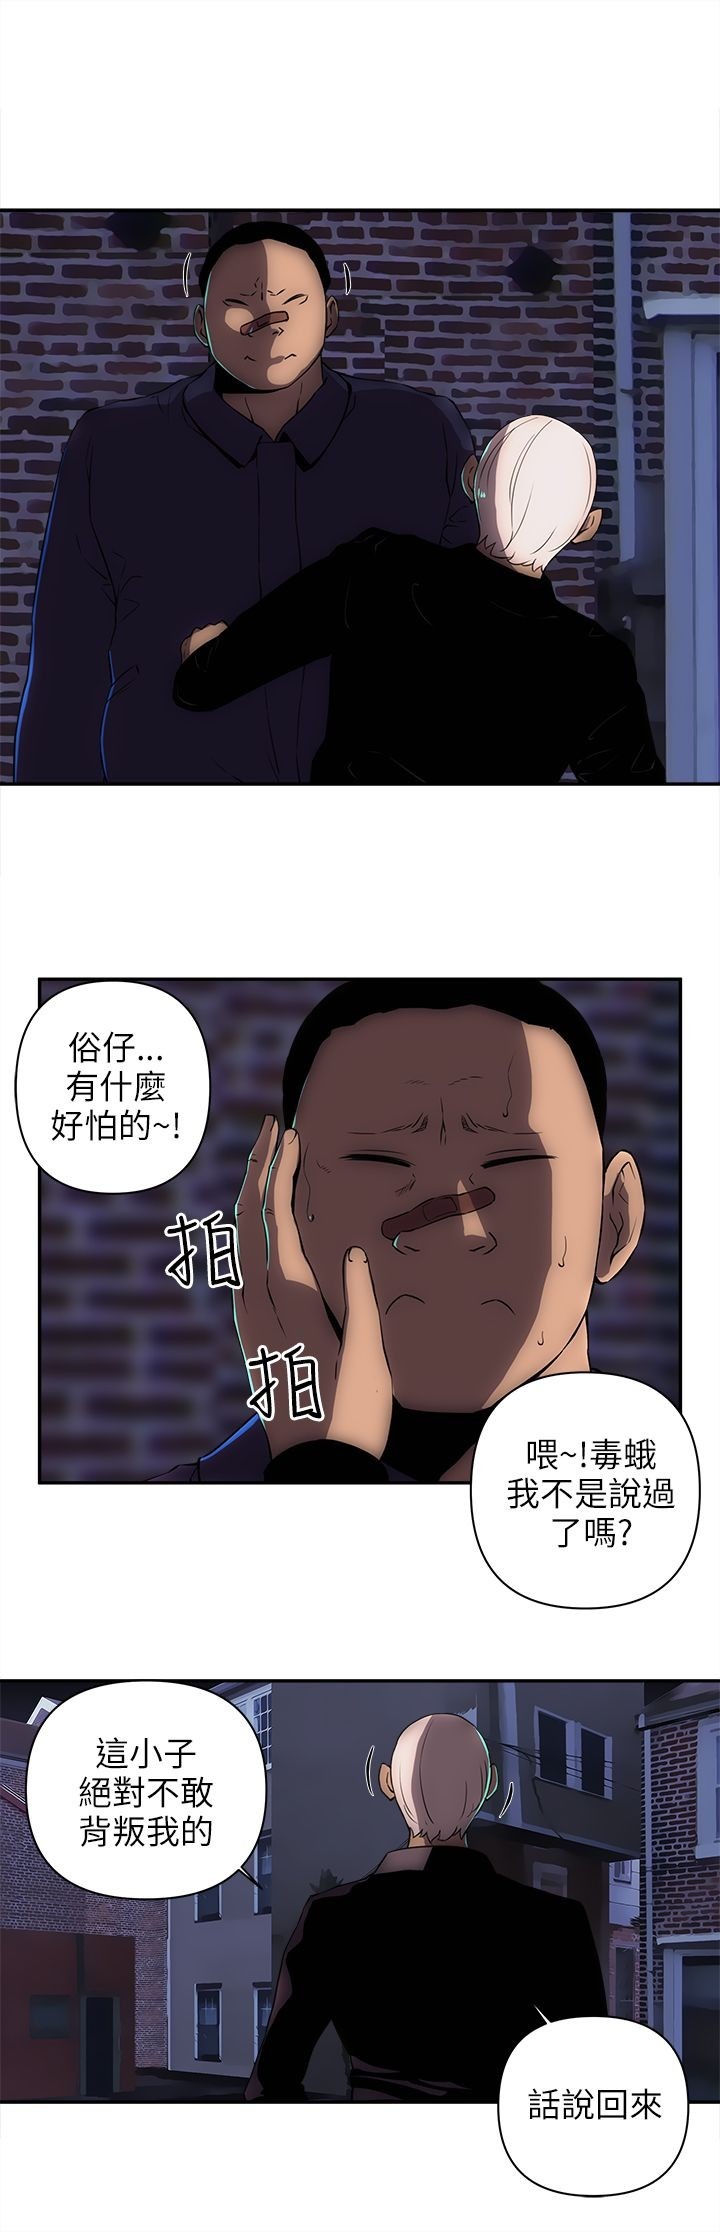 俗仔...
有什麼
好怕的~!
拍
拍
喂~!毒蛾
我不是說過
了嗎?
這小子
絕對不敢
背叛我的
話說回來